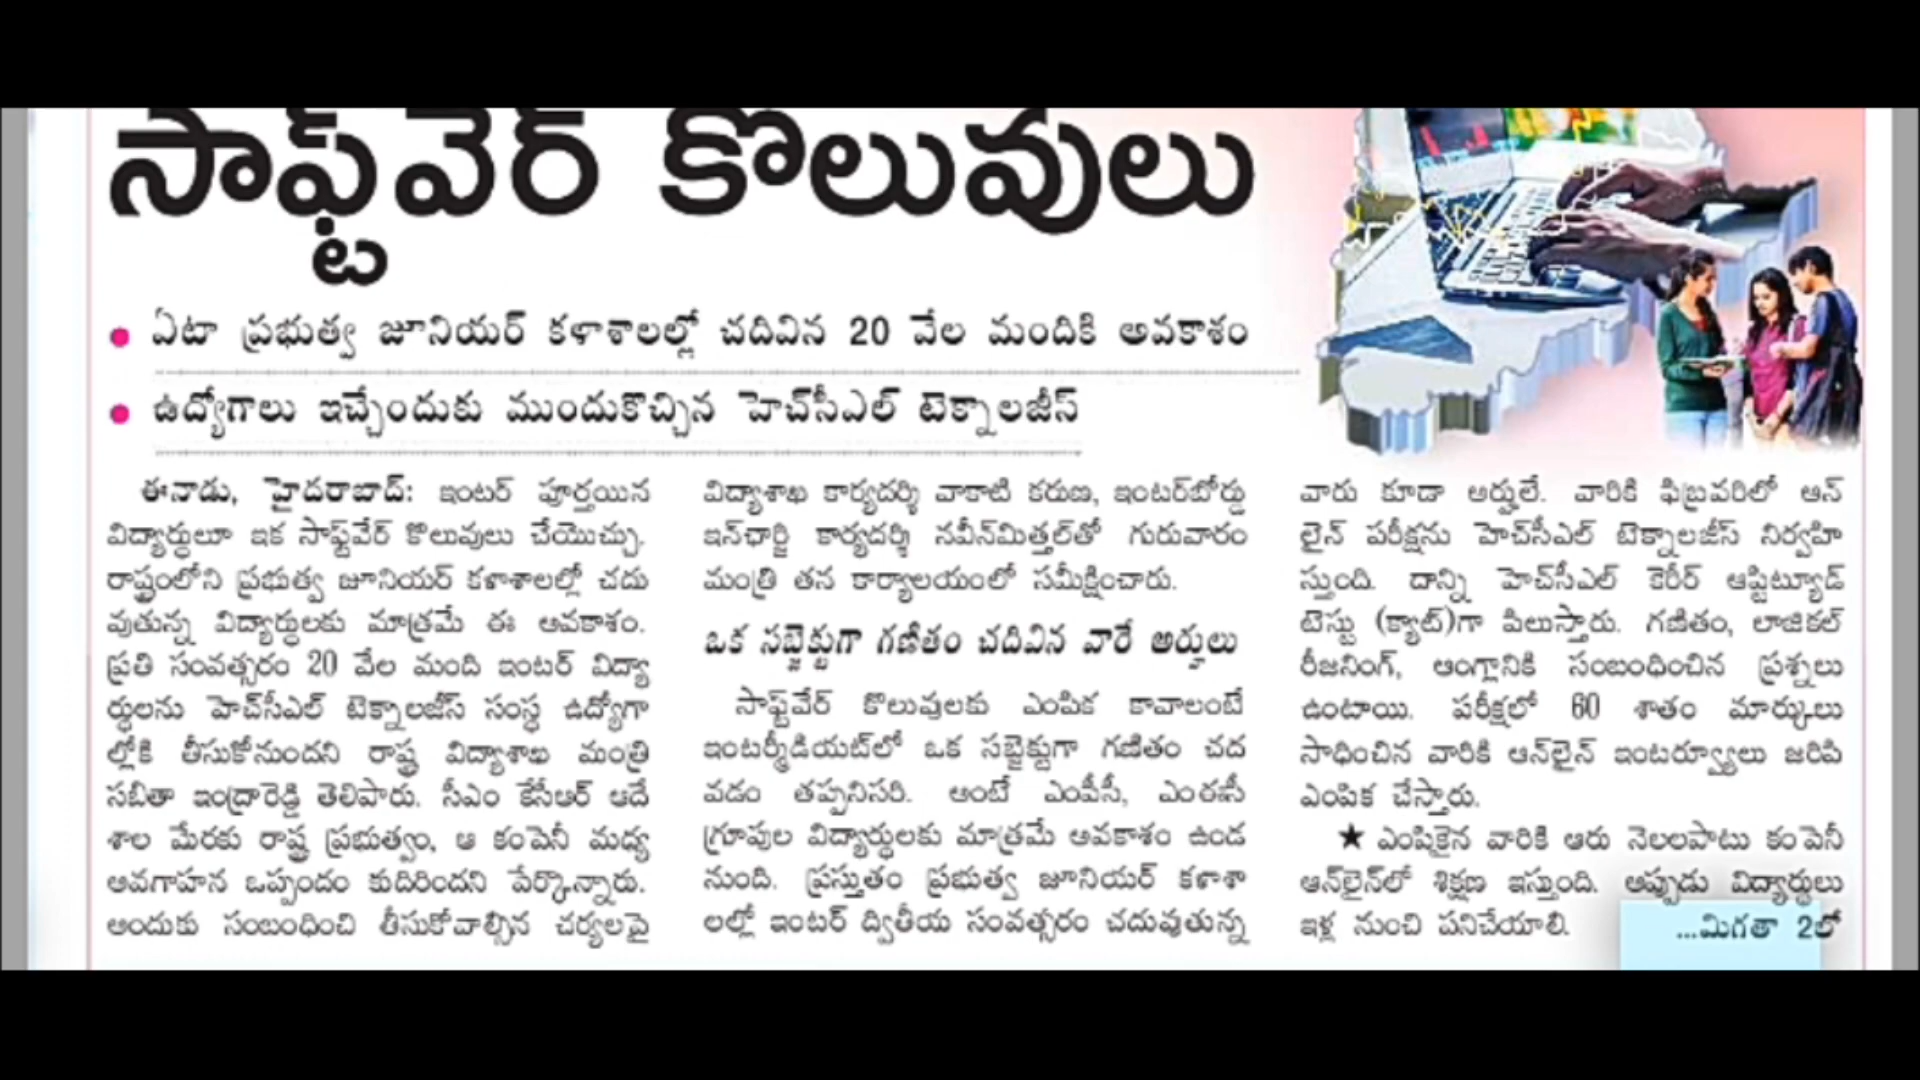 సాఫ్ట్‌వేర్ కొలువులు
● ఏటా ప్రభుత్వ జూనియర్ కళాశాలల్లో చదివిన 20 వేల మందికి అవకాశం
● ఉద్యోగాలు ఇచ్చేందుకు ముందుకొచ్చిన హెచ్‌సీఎల్ టెక్నాలజీస్
ఈనాడు, హైదరాబాద్: ఇంటర్ పూర్తయిన
విద్యార్థులూ ఇక సాఫ్ట్‌వేర్ కొలువులు చేయొచ్చు.
రాష్ట్రంలోని ప్రభుత్వ జూనియర్ కళాశాలల్లో చదు
వుతున్న విద్యార్థులకు మాత్రమే ఈ అవకాశం.
ప్రతి సంవత్సరం 20 వేల మంది ఇంటర్ విద్యా
ర్థులను హెచ్‌సీఎల్ టెక్నాలజీస్ సంస్థ ఉద్యోగా
ల్లోకి తీసుకోనుందని రాష్ట్ర విద్యాశాఖ మంత్రి
సబితా ఇంద్రారెడ్డి తెలిపారు. సీఎం కేసీఆర్ ఆదే
శాల మేరకు రాష్ట్ర ప్రభుత్వం, ఆ కంపెనీ మధ్య
అవగాహన ఒప్పందం కుదిరిందని పేర్కొన్నారు.
అందుకు సంబంధించి తీసుకోవాల్సిన చర్యలపై
విద్యాశాఖ కార్యదర్శి వాకాటి కరుణ, ఇంటర్‌బోర్డు
ఇన్‌ఛార్జి కార్యదర్శి నవీన్‌మిత్తల్‌తో గురువారం
మంత్రి తన కార్యాలయంలో సమీక్షించారు.
ఒక సబ్జెక్టుగా గణితం చదివిన వారే అర్హులు
సాఫ్ట్‌వేర్ కొలువులకు ఎంపిక కావాలంటే
ఇంటర్మీడియట్‌లో ఒక సబ్జెక్టుగా గణితం చద
వడం తప్పనిసరి. అంటే ఎంపీసీ, ఎంఈసీ
గ్రూపుల విద్యార్థులకు మాత్రమే అవకాశం ఉండ
నుంది. ప్రస్తుతం ప్రభుత్వ జూనియర్ కళాశా
లల్లో ఇంటర్ ద్వితీయ సంవత్సరం చదువుతున్న
వారు కూడా అర్హులే. వారికి ఫిబ్రవరిలో ఆన్
లైన్ పరీక్షను హెచ్‌సీఎల్ టెక్నాలజీస్ నిర్వహి
స్తుంది. దాన్ని హెచ్‌సీఎల్ కెరీర్ ఆప్టిట్యూడ్
టెస్టు (క్యాట్)గా పిలుస్తారు. గణితం, లాజికల్
రీజనింగ్, ఆంగ్లానికి సంబంధించిన ప్రశ్నలు
ఉంటాయి. పరీక్షలో 60 శాతం మార్కులు
సాధించిన వారికి ఆన్‌లైన్ ఇంటర్వ్యూలు జరిపి
ఎంపిక చేస్తారు.
★ ఎంపికైన వారికి ఆరు నెలలపాటు కంపెనీ
ఆన్‌లైన్‌లో శిక్షణ ఇస్తుంది. అప్పుడు విద్యార్థులు
ఇళ్ల నుంచి పనిచేయాలి.
...మిగతా 2లో